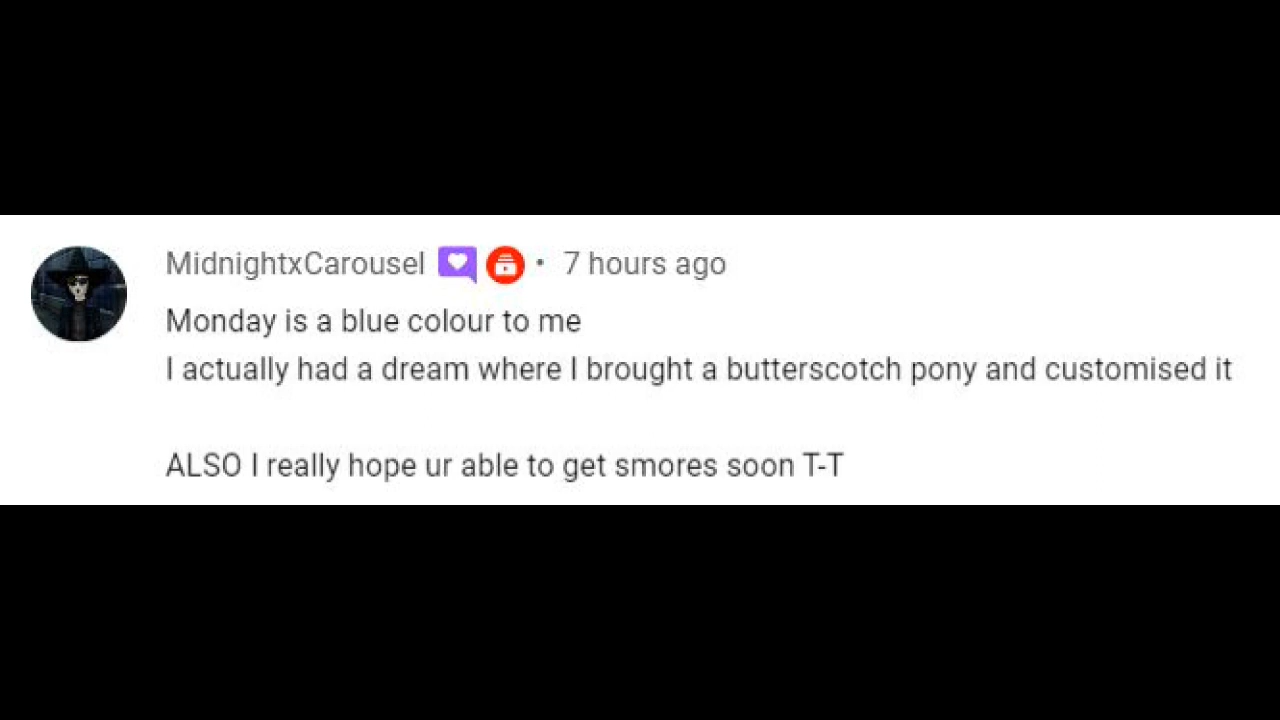 MidnightxCarousel • 7 hours ago
Monday is a blue colour to me
I actually had a dream where I brought a butterscotch pony and customised it
ALSO I really hope ur able to get smores soon T-T